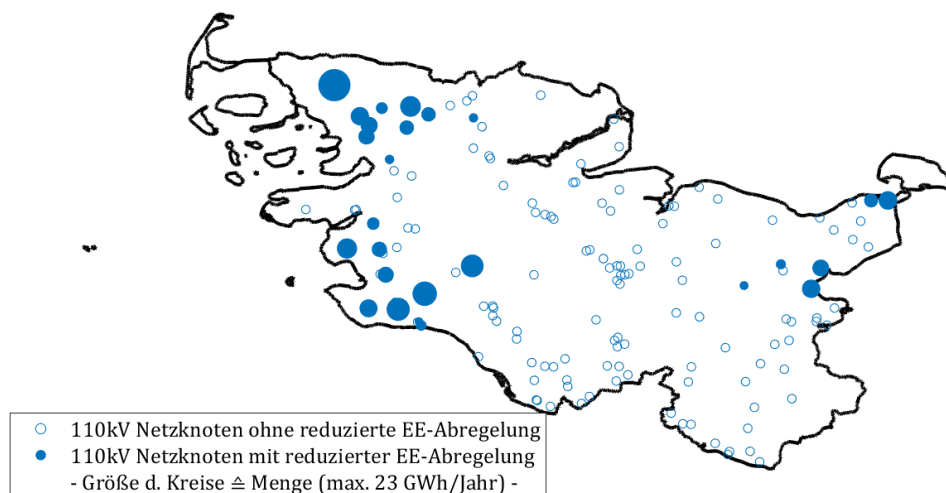 110kV Netzknoten ohne reduzierte EE-Abregelung
110kV Netzknoten mit reduzierter EE-Abregelung
- Größe d. Kreise ≙ Menge (max. 23 GWh/Jahr) -